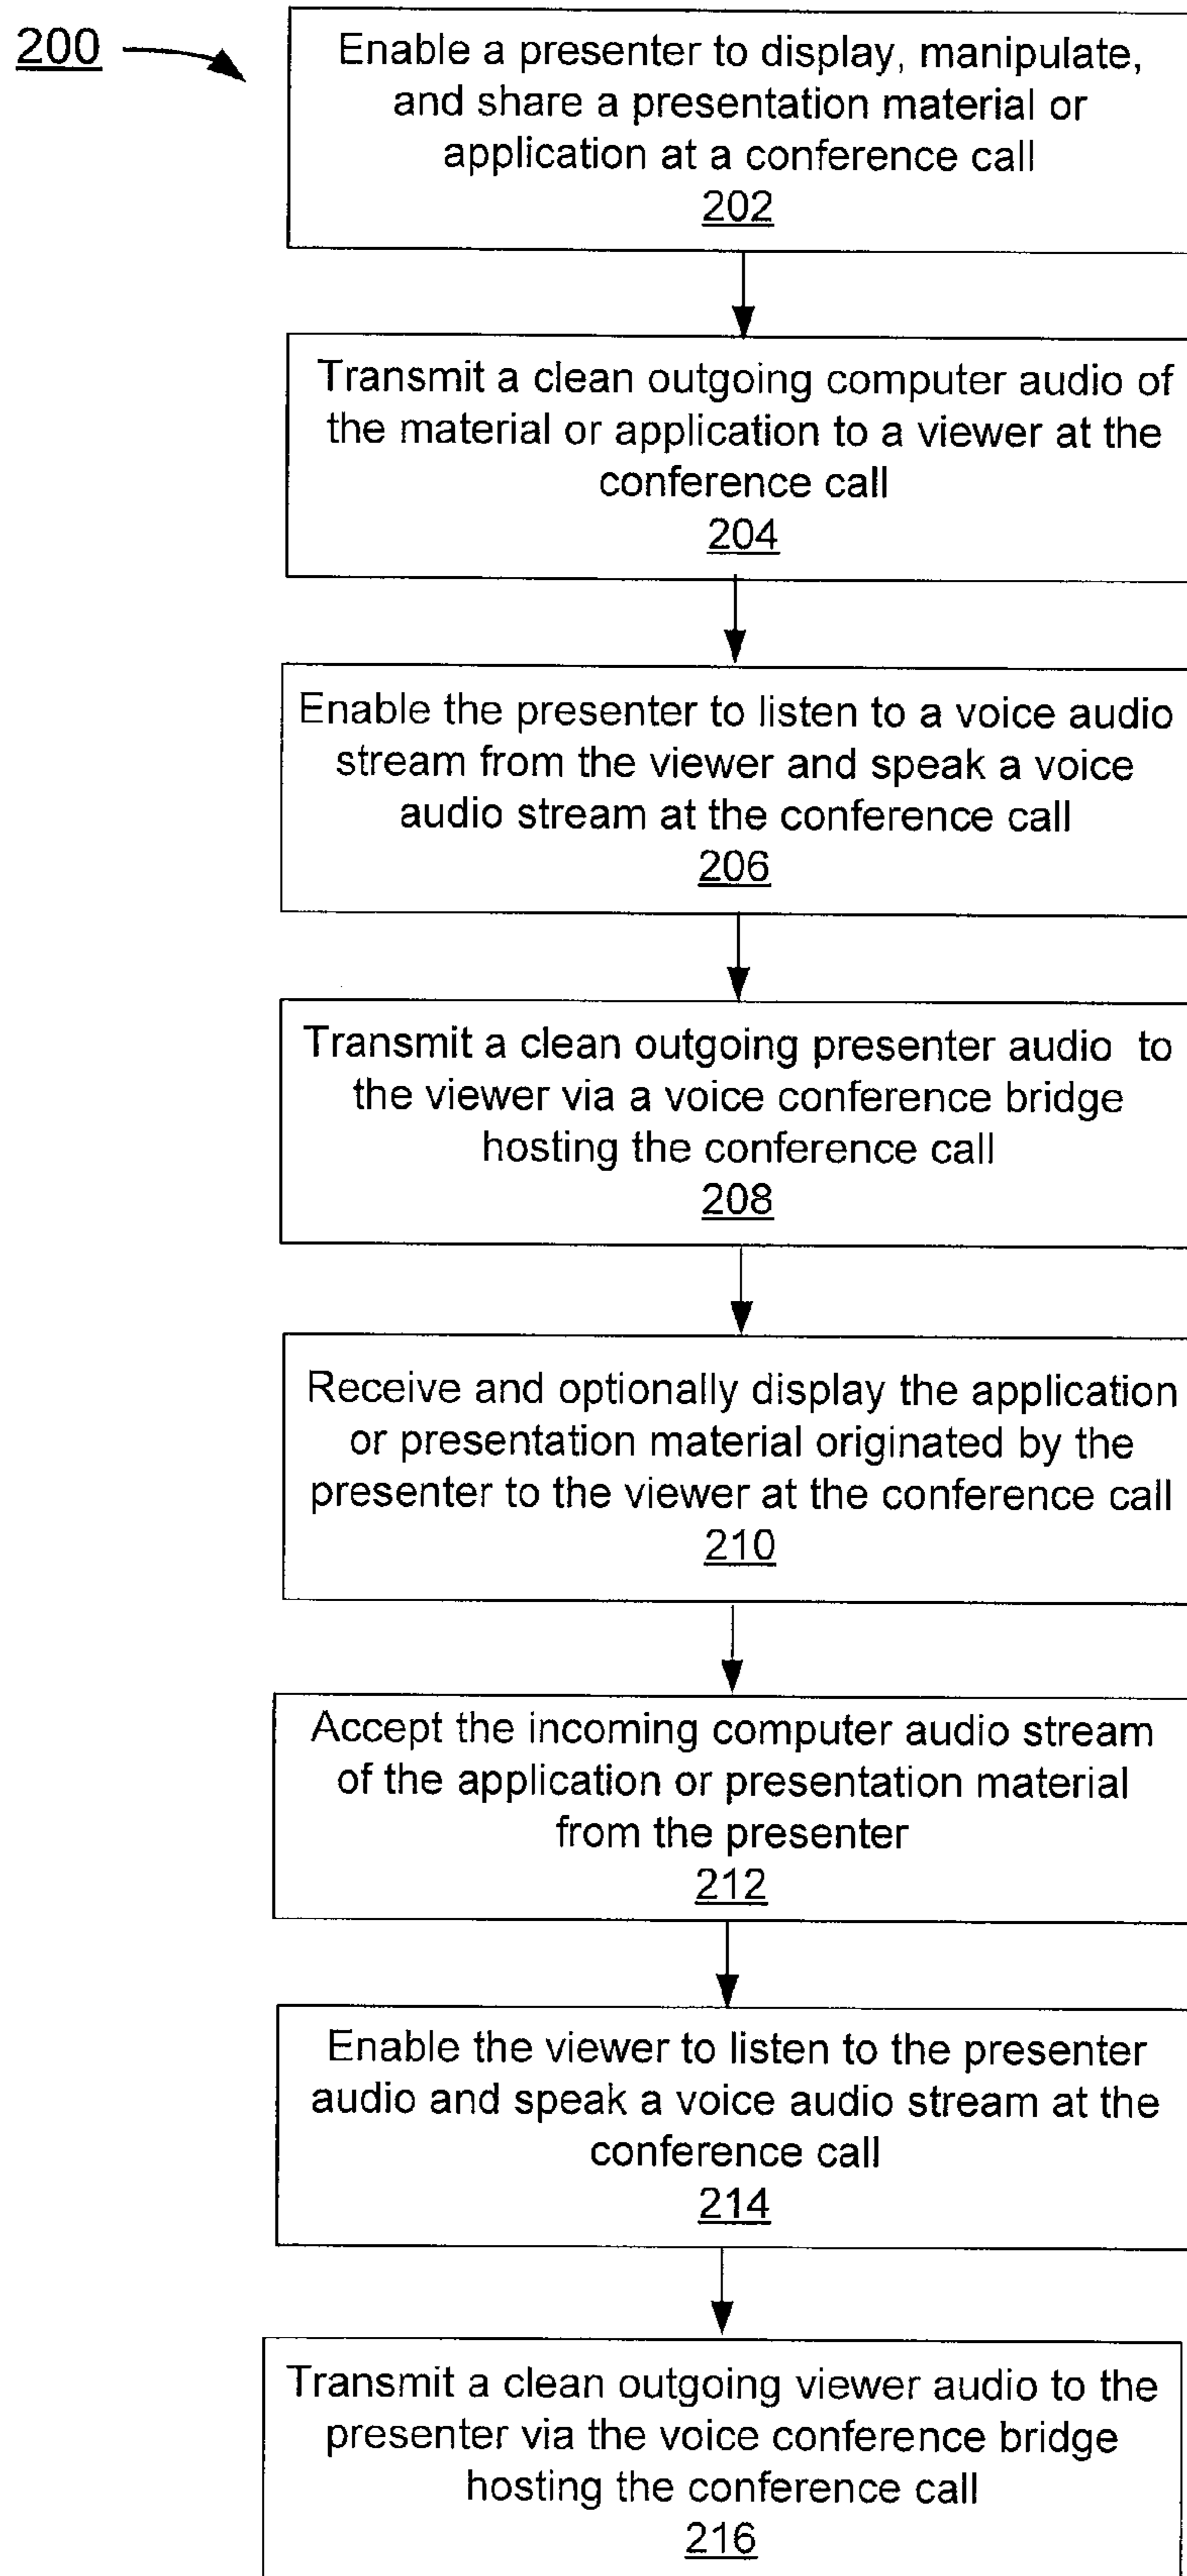 200
Enable a presenter to display, manipulate,
and share a presentation material or
application at a conference call
202
Transmit a clean outgoing computer audio of
the material or application to a viewer at the
conference call
204
Enable the presenter to listen to a voice audio
stream from the viewer and speak a voice
audio stream at the conference call
206
Transmit a clean outgoing presenter audio to
the viewer via a voice conference bridge
hosting the conference call
208
Receive and optionally display the application
or presentation material originated by the
presenter to the viewer at the conference call
210
Accept the incoming computer audio stream
of the application or presentation material
from the presenter
212
Enable the viewer to listen to the presenter
audio and speak a voice audio stream at the
conference call
214
Transmit a clean outgoing viewer audio to the
presenter via the voice conference bridge
hosting the conference call
216